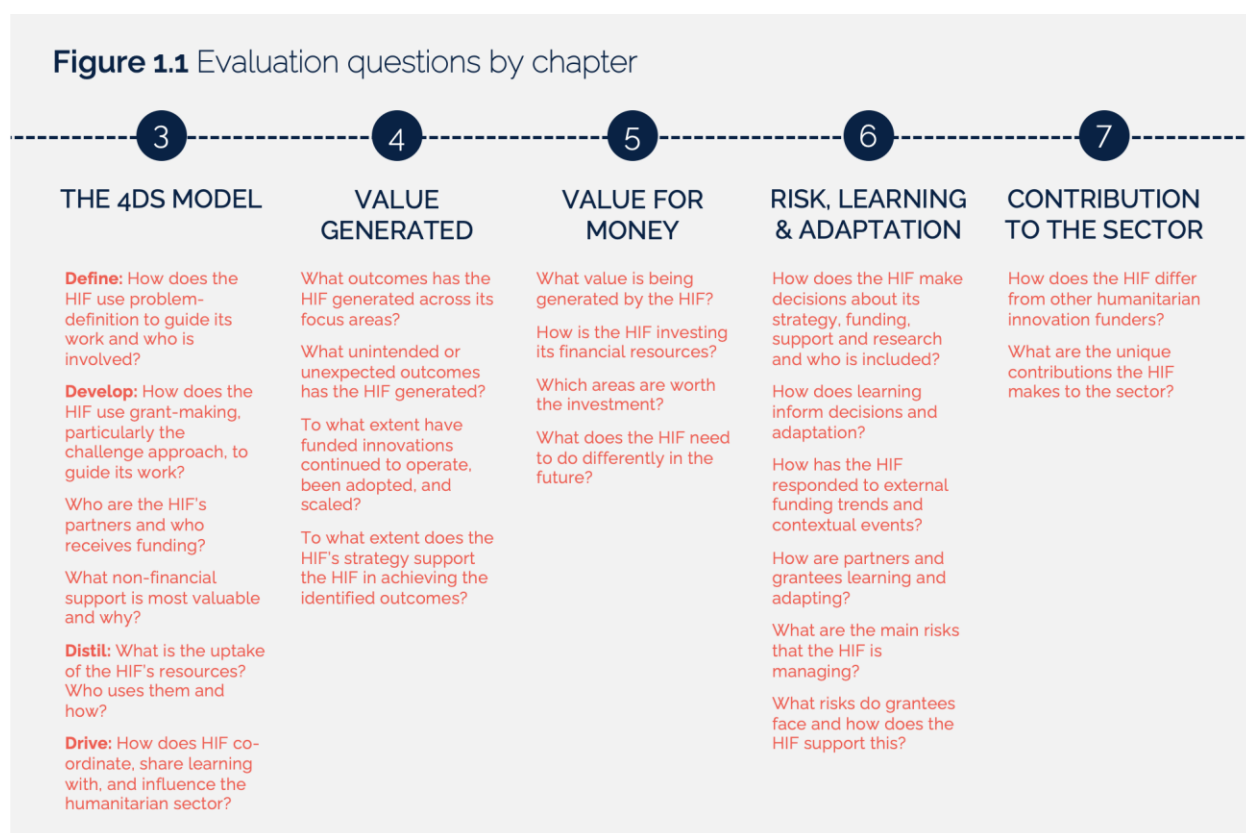 Figure 1.1 Evaluation questions by chapter
3
THE 4DS MODEL
Define: How does the
HIF use problem-
definition to guide its
work and who is
involved?
Develop: How does the
HIF use grant-making,
particularly the
challenge approach, to
guide its work?
Who are the HIF's
partners and who
receives funding?
What non-financial
support is most valuable
and why?
Distil: What is the uptake
of the HIF's resources?
Who uses them and
how?
Drive: How does HIF co-
ordinate, share learning
with, and influence the
humanitarian sector?
4
VALUE
GENERATED
What outcomes has the
HIF generated across its
focus areas?
What unintended or
unexpected outcomes
has the HIF generated?
To what extent have
funded innovations
continued to operate,
been adopted, and
scaled?
To what extent does the
HIF's strategy support
the HIF in achieving the
identified outcomes?
5
VALUE FOR
MONEY
What value is being
generated by the HIF?
How is the HIF investing
its financial resources?
Which areas are worth
the investment?
What does the HIF need
to do differently in the
future?
6
RISK, LEARNING
& ADAPTATION
How does the HIF make
decisions about its
strategy, funding,
support and research
and who is included?
How does learning
inform decisions and
adaptation?
How has the HIF
responded to external
funding trends and
contextual events?
How are partners and
grantees learning and
adapting?
What are the main risks
that the HIF is
managing?
What risks do grantees
face and how does the
HIF support this?
7
CONTRIBUTION
TO THE SECTOR
How does the HIF differ
from other humanitarian
innovation funders?
What are the unique
contributions the HIF
makes to the sector?